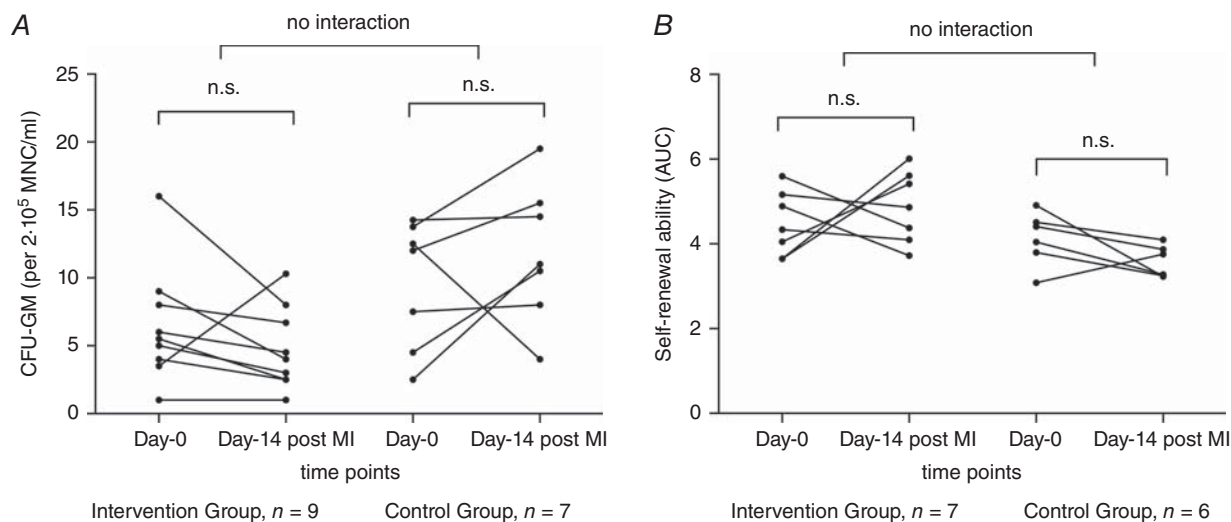 A
no interaction
n.s.
n.s.
CFU-GM (per 2·10⁵ MNC/ml)
25
20
15
10
5
0
Day-0
Day-14 post MI
Day-0
Day-14 post MI
time points
Intervention Group, n = 9
Control Group, n = 7
B
no interaction
n.s.
n.s.
Self-renewal ability (AUC)
8
6
4
2
0
Day-0
Day-14 post MI
Day-0
Day-14 post MI
time points
Intervention Group, n = 7
Control Group, n = 6